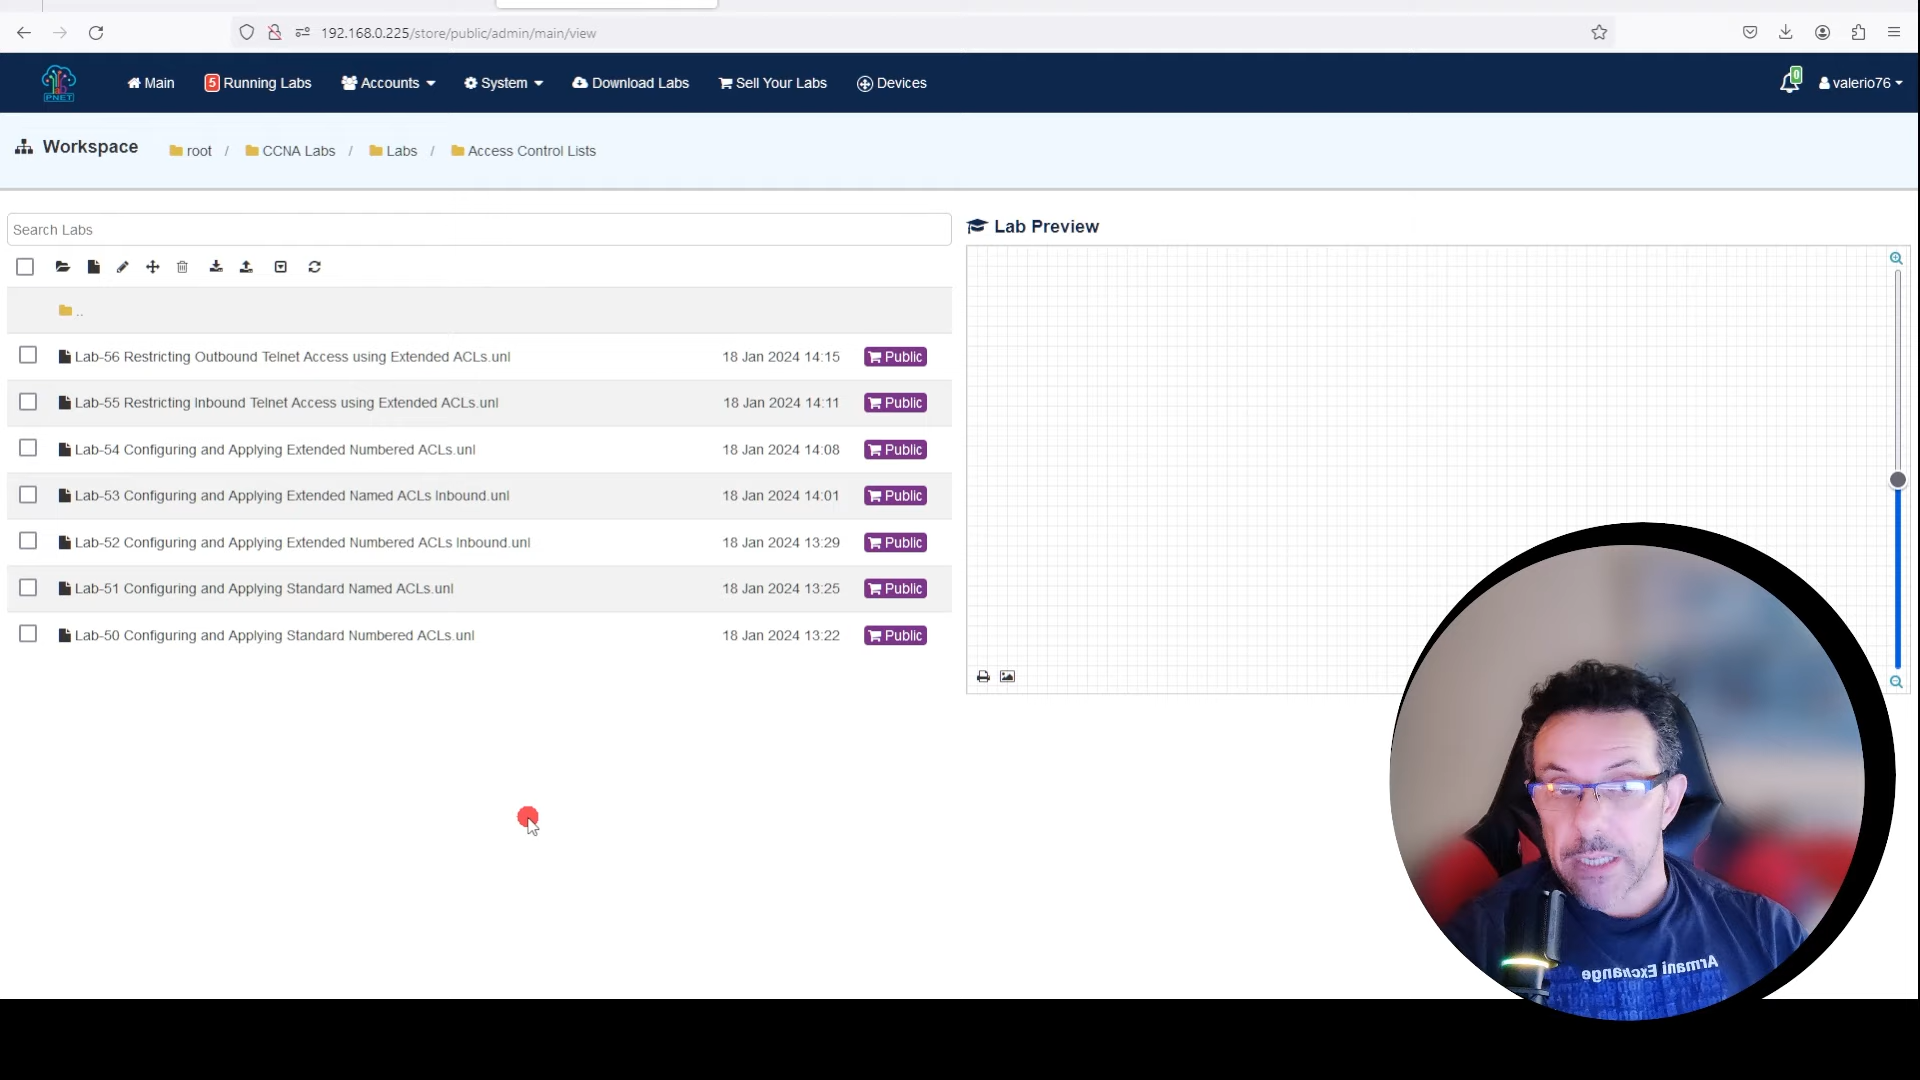 192.168.0.225/store/public/admin/main/view
PNET
Main
5 Running Labs
Accounts
System
Download Labs
Sell Your Labs
Devices
0
valerio76
Workspace
root / CCNA Labs / Labs / Access Control Lists
Search Labs
Lab Preview
..
Lab-56 Restricting Outbound Telnet Access using Extended ACLs.unl 18 Jan 2024 14:15 Public
Lab-55 Restricting Inbound Telnet Access using Extended ACLs.unl 18 Jan 2024 14:11 Public
Lab-54 Configuring and Applying Extended Numbered ACLs.unl 18 Jan 2024 14:08 Public
Lab-53 Configuring and Applying Extended Named ACLs Inbound.unl 18 Jan 2024 14:01 Public
Lab-52 Configuring and Applying Extended Numbered ACLs Inbound.unl 18 Jan 2024 13:29 Public
Lab-51 Configuring and Applying Standard Named ACLs.unl 18 Jan 2024 13:25 Public
Lab-50 Configuring and Applying Standard Numbered ACLs.unl 18 Jan 2024 13:22 Public
Armani Exchange